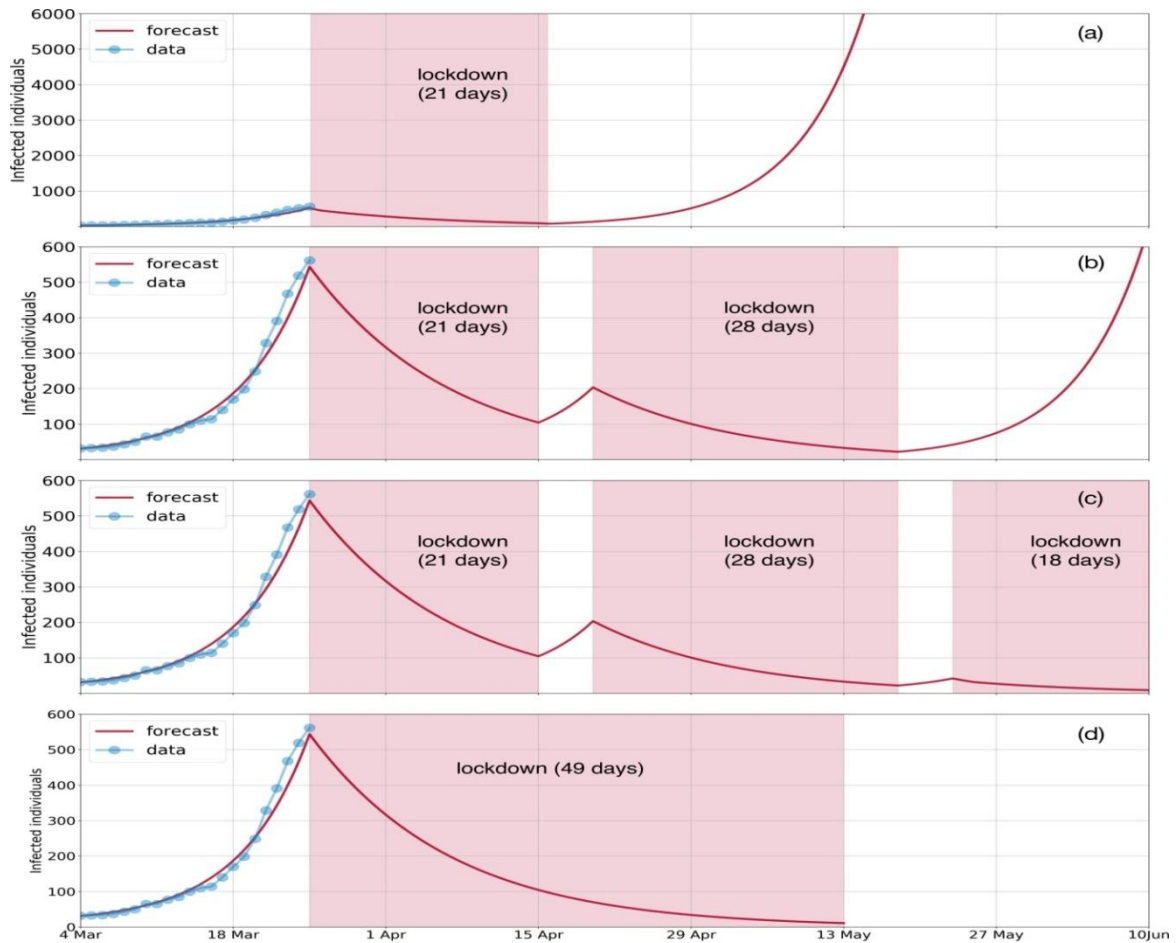 6000
5000
4000
3000
2000
1000
Infected individuals
forecast
data
lockdown
(21 days)
(a)
600
500
400
300
200
100
Infected individuals
forecast
data
lockdown
(21 days)
lockdown
(28 days)
(b)
600
500
400
300
200
100
Infected individuals
forecast
data
lockdown
(21 days)
lockdown
(28 days)
lockdown
(18 days)
(c)
600
500
400
300
200
100
0
Infected individuals
forecast
data
lockdown (49 days)
(d)
4 Mar 18 Mar 1 Apr 15 Apr 29 Apr 13 May 27 May 10Jun